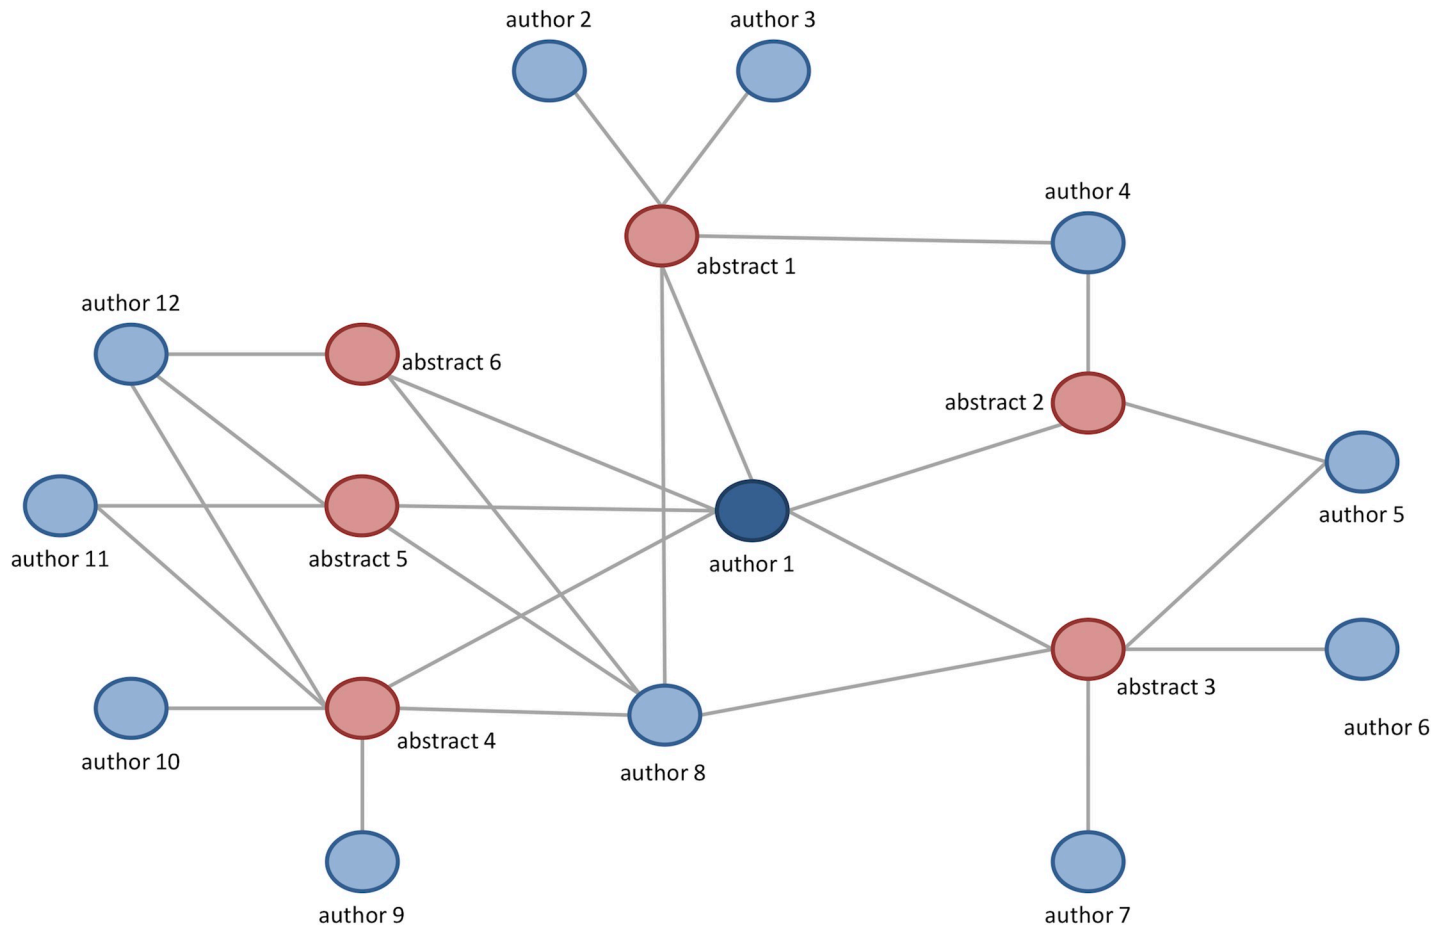 author 2
author 3
author 4
abstract 1
author 12
abstract 6
abstract 2
author 5
author 11
abstract 5
author 1
abstract 3
author 6
author 10
abstract 4
author 8
author 9
author 7